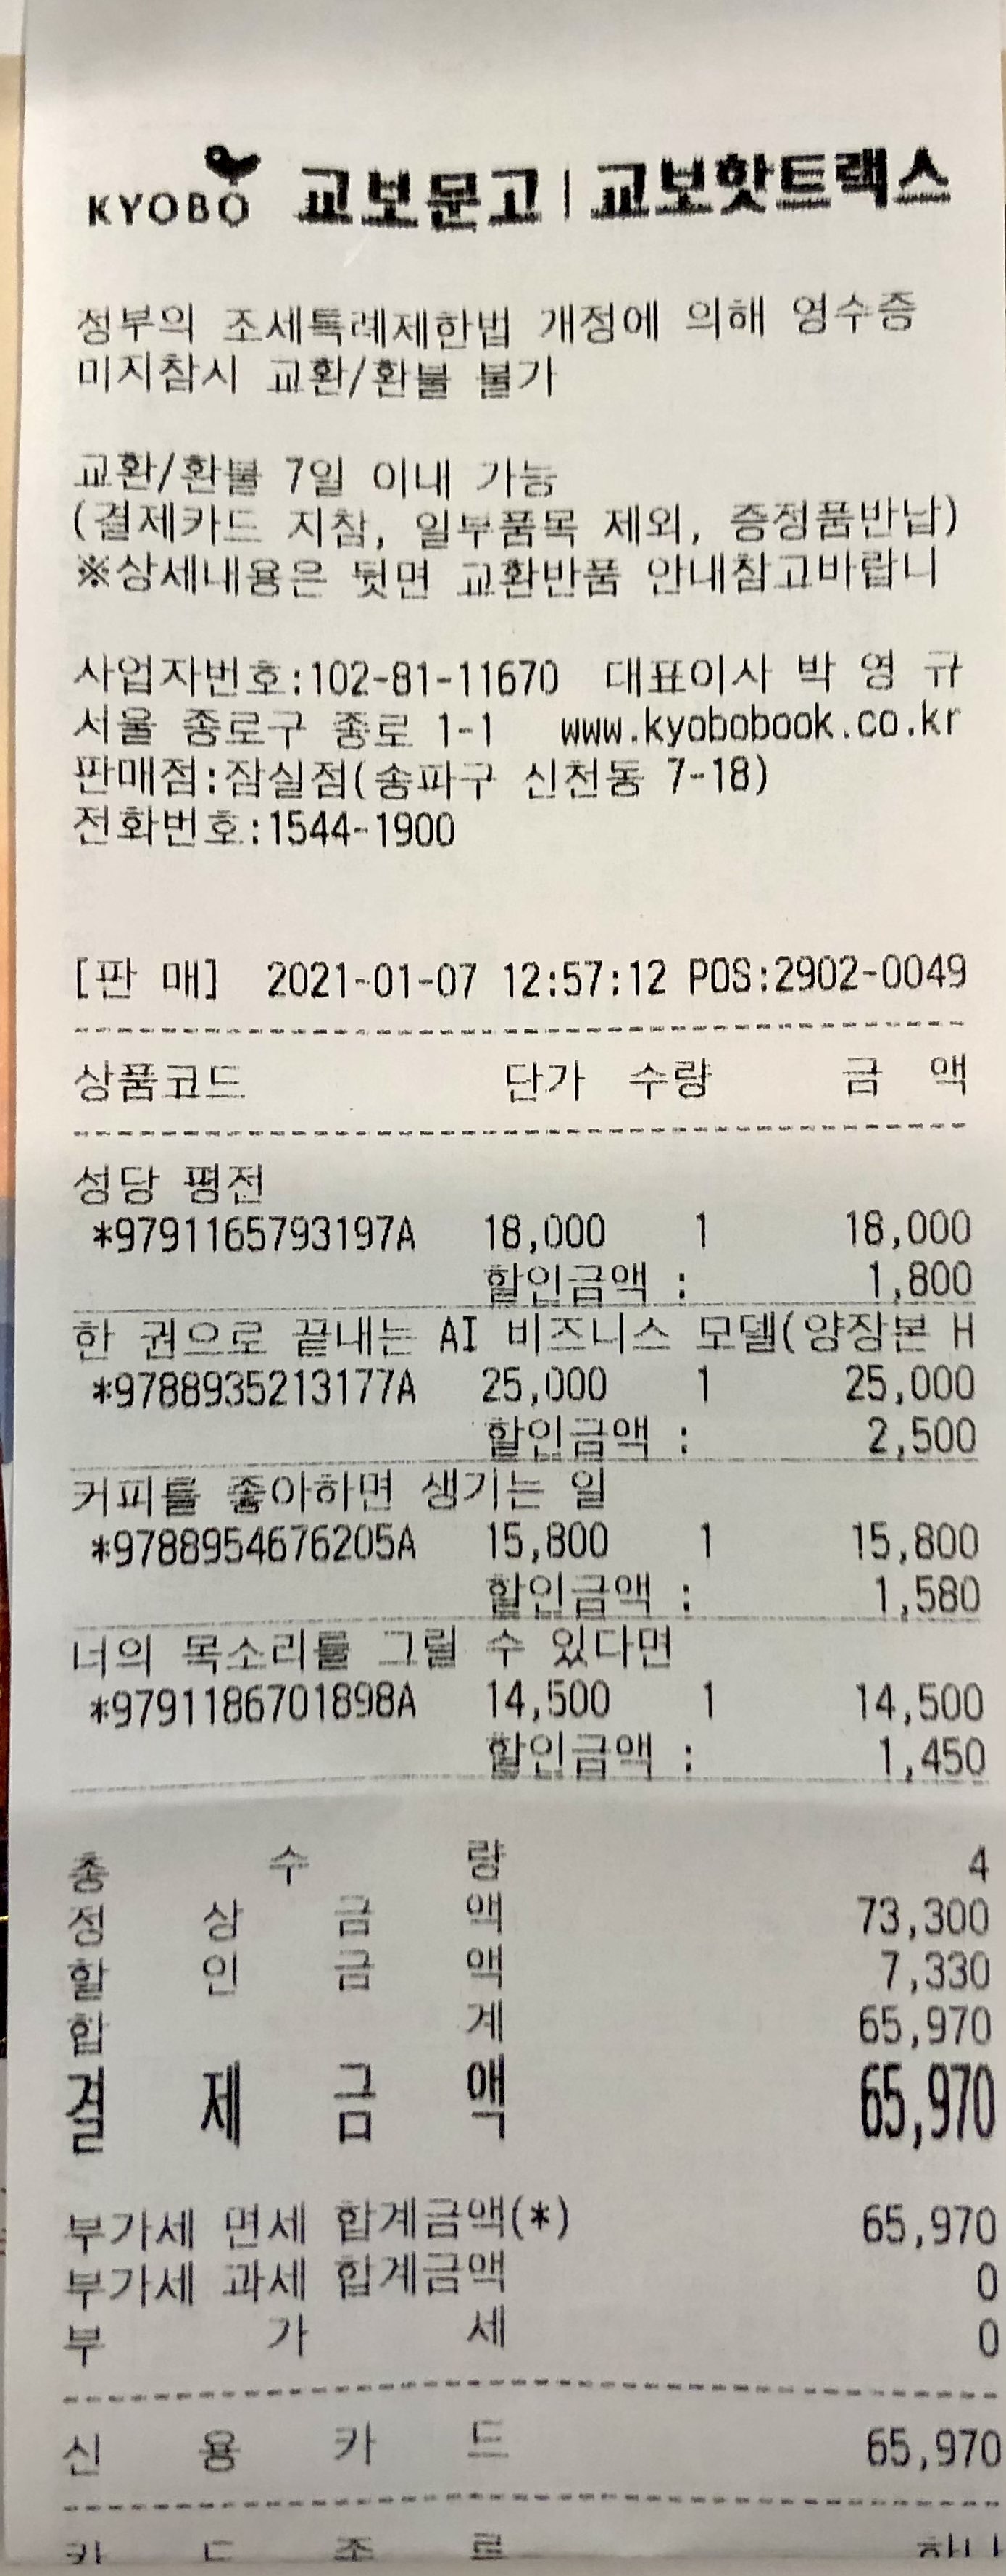 KYOBO 교보문고 | 교보핫트랙스
정부의 조세특례제한법 개정에 의해 영수증
미지참시 교환/환불 불가
교환/환불 7일 이내 가능
(결제카드 지참, 일부품목 제외, 증정품반납)
※상세내용은 뒷면 교환반품 안내참고바랍니
사업자번호:102-81-11670 대표이사 박 영 규
서울 종로구 종로 1-1 www.kyobobook.co.kr
판매점:잠실점(송파구 신천동 7-18)
전화번호:1544-1900
[판 매] 2021-01-07 12:57:12 POS:2902-0049
상품코드 단가 수량 금 액
성당 평전
*9791165793197A 18,000 1 18,000
할인금액 : 1,800
한 권으로 끝내는 AI 비즈니스 모델(양장본 H
*9788935213177A 25,000 1 25,000
할인금액 : 2,500
커피를 좋아하면 생기는 일
*9788954676205A 15,800 1 15,800
할인금액 : 1,580
너의 목소리를 그릴 수 있다면
*9791186701898A 14,500 1 14,500
할인금액 : 1,450
총 수 량 4
정 상 금 액 73,300
할 인 금 액 7,330
합 계 65,970
결 제 금 액 65,970
부가세 면세 합계금액(*) 65,970
부가세 과세 합계금액 0
부 가 세 0
신 용 카 드 65,970
카 드 종 류